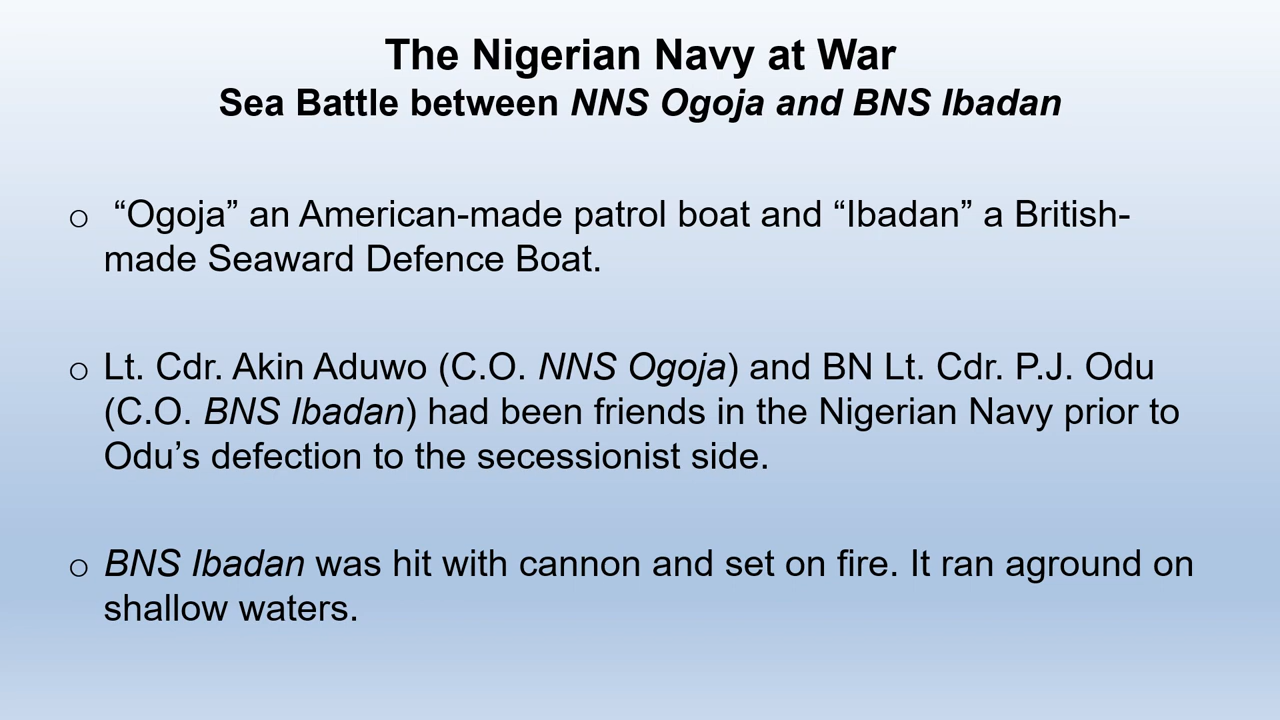 The Nigerian Navy at War
Sea Battle between NNS Ogoja and BNS Ibadan
o “Ogoja” an American-made patrol boat and “Ibadan” a British-
made Seaward Defence Boat.
o Lt. Cdr. Akin Aduwo (C.O. NNS Ogoja) and BN Lt. Cdr. P.J. Odu
(C.O. BNS Ibadan) had been friends in the Nigerian Navy prior to
Odu’s defection to the secessionist side.
o BNS Ibadan was hit with cannon and set on fire. It ran aground on
shallow waters.